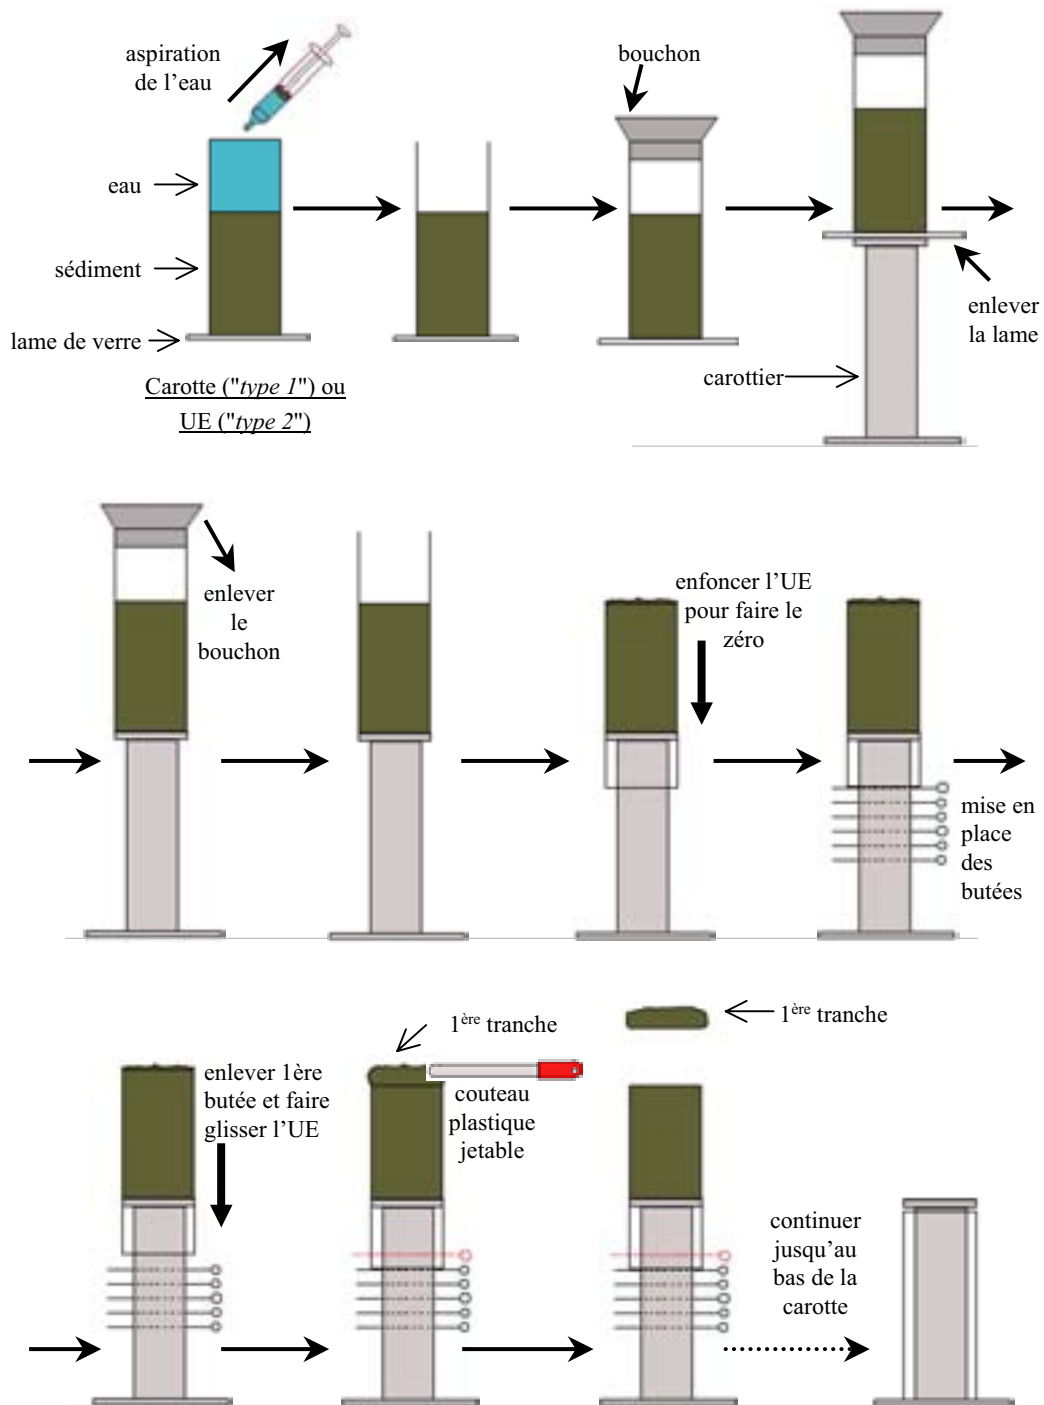 aspiration
de l’eau
bouchon
eau
sédiment
lame de verre
Carotte ("type 1") ou
UE ("type 2")
enlever
la lame
carottier
enlever
le
bouchon
enfoncer l’UE
pour faire le
zéro
mise en
place
des
butées
enlever 1ère
butée et faire
glisser l’UE
1ère tranche
couteau
plastique
jetable
1ère tranche
continuer
jusqu’au
bas de la
carotte